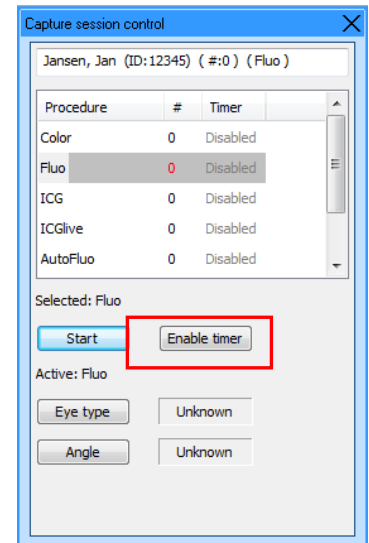 Capture session control
Jansen, Jan (ID:12345) ( #:0 ) ( Fluo )
Procedure # Timer
Color 0 Disabled
Fluo 0 Disabled
ICG 0 Disabled
ICGlive 0 Disabled
AutoFluo 0 Disabled
Selected: Fluo
Start Enable timer
Active: Fluo
Eye type Unknown
Angle Unknown